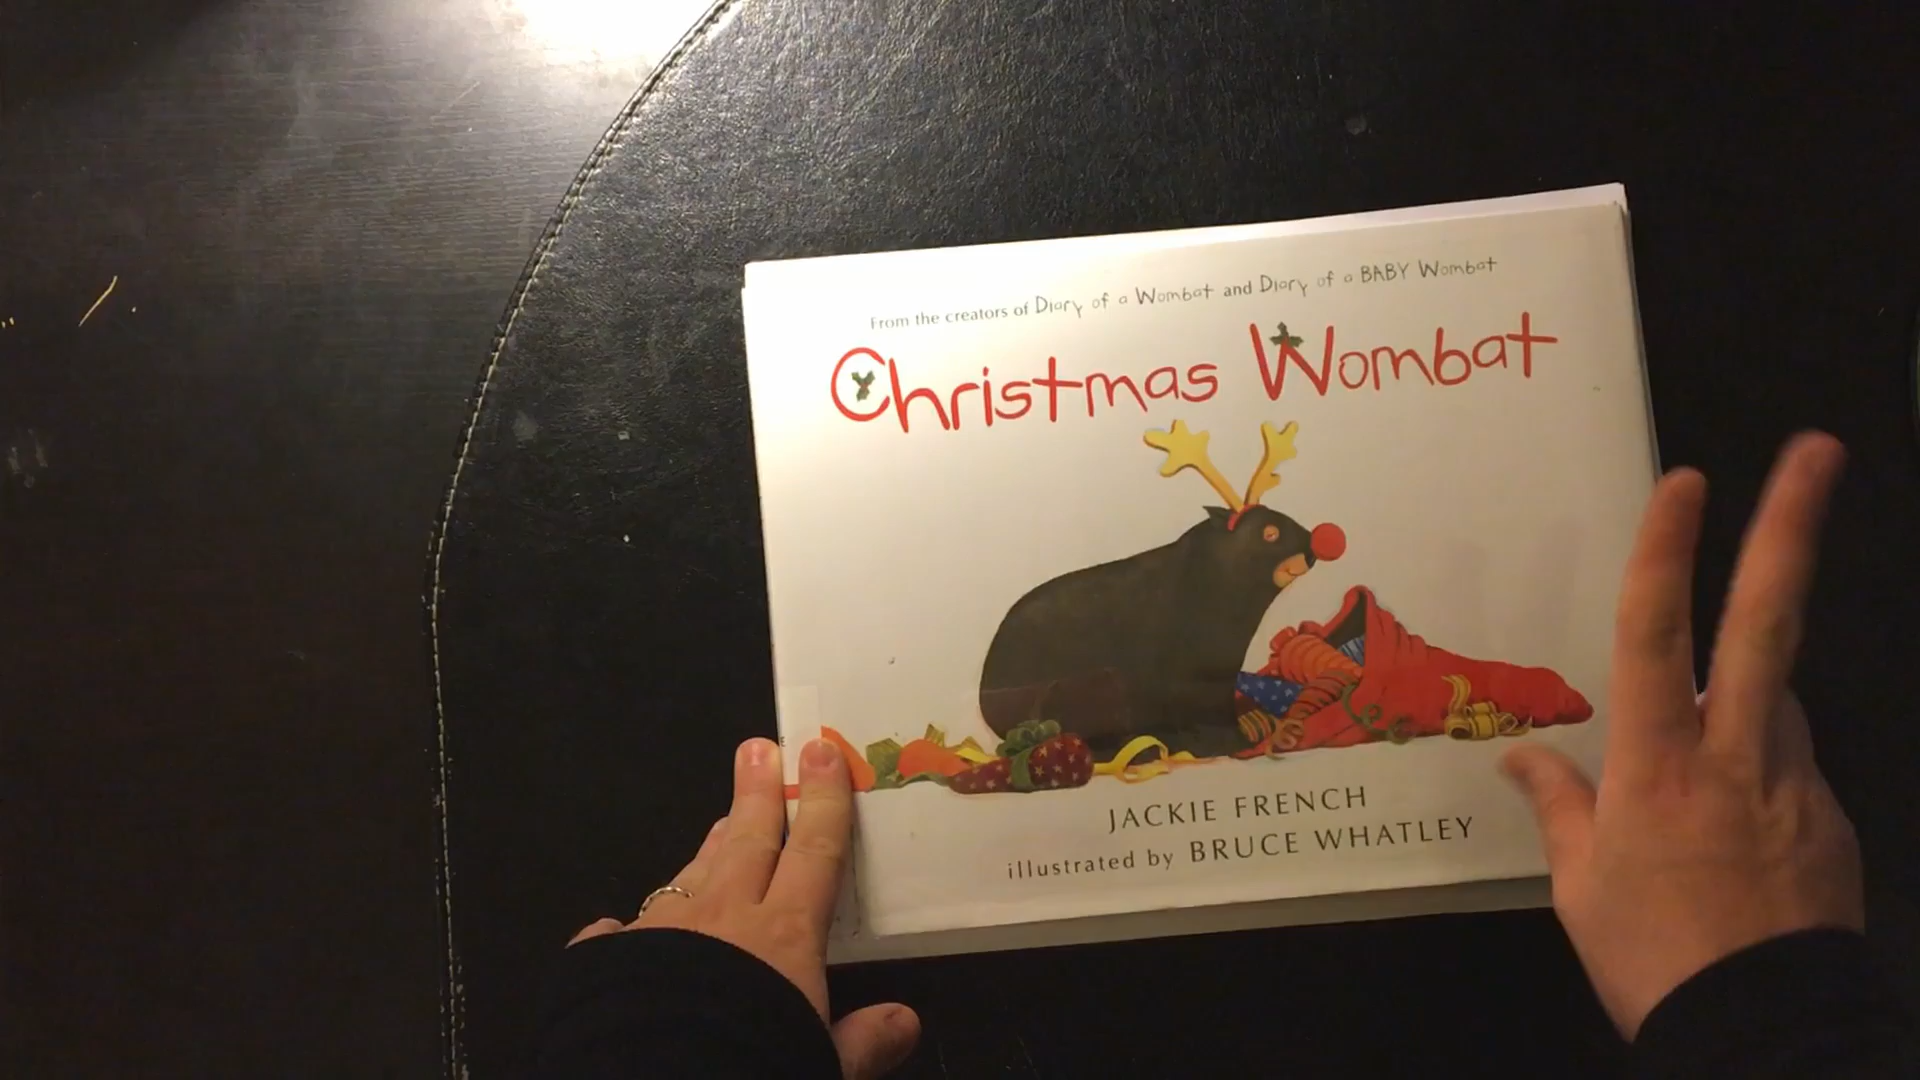 From the creators of Diary of a Wombat and Diary of a BABY Wombat
Christmas Wombat
E
JACKIE FRENCH
illustrated by BRUCE WHATLEY